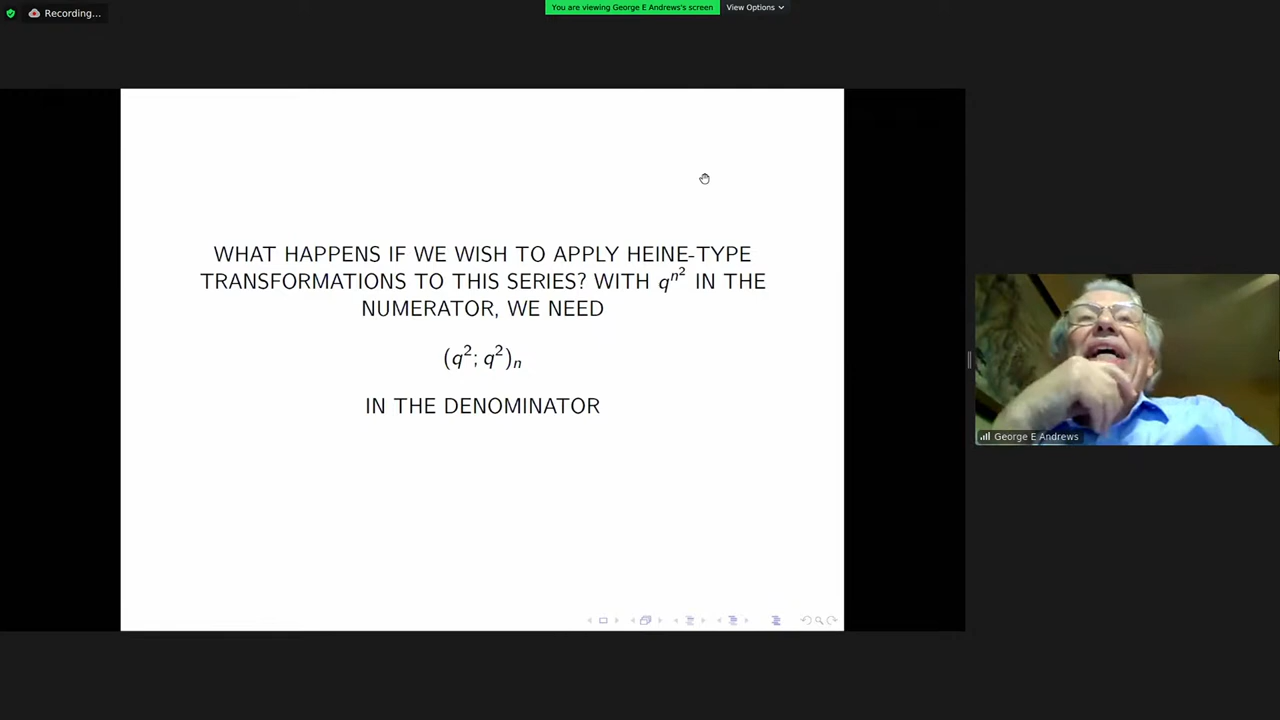 Recording...
You are viewing George E Andrews's screen
View Options
WHAT HAPPENS IF WE WISH TO APPLY HEINE-TYPE
TRANSFORMATIONS TO THIS SERIES? WITH $q^{n^2}$ IN THE
NUMERATOR, WE NEED
$(q^2; q^2)_n$
IN THE DENOMINATOR
George E Andrews